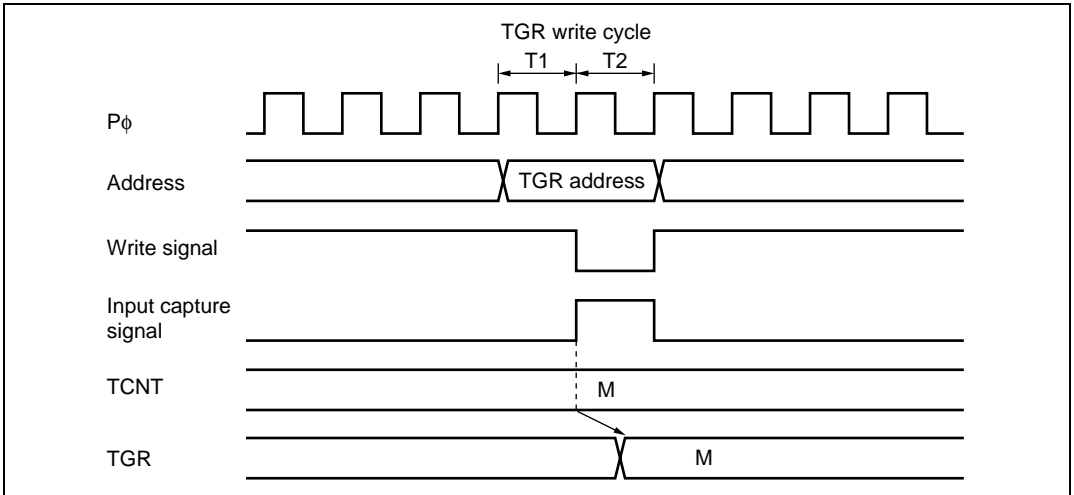 TGR write cycle
T1 T2
Pϕ
Address TGR address
Write signal
Input capture
signal
TCNT M
TGR M